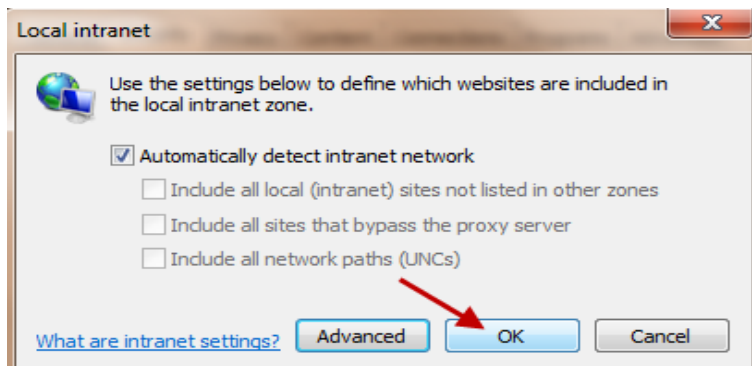 Local intranet
Use the settings below to define which websites are included in
the local intranet zone.
Automatically detect intranet network
Include all local (intranet) sites not listed in other zones
Include all sites that bypass the proxy server
Include all network paths (UNCs)
What are intranet settings?
Advanced
OK
Cancel